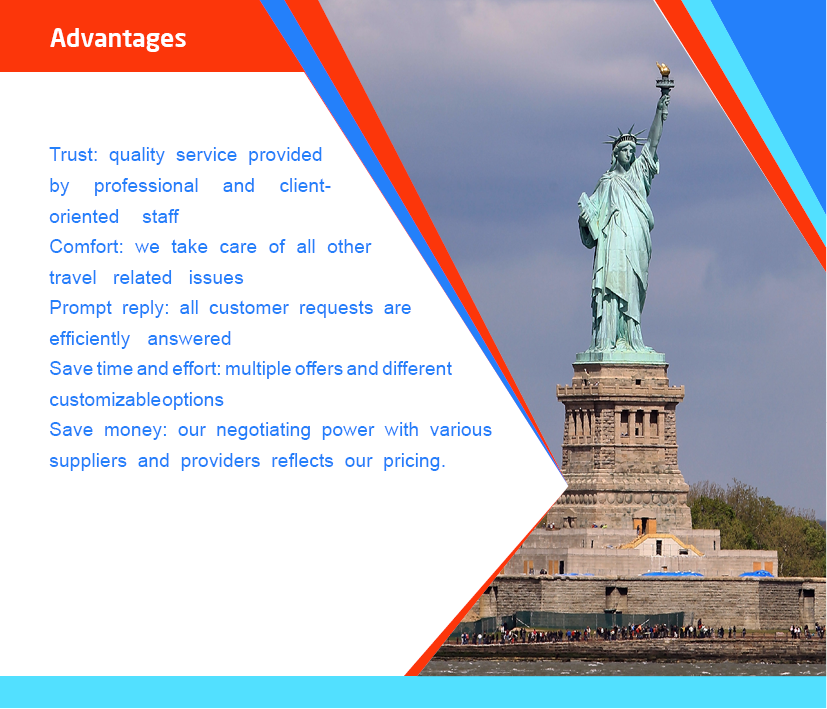 Advantages
Trust: quality service provided
by professional and client-
oriented staff
Comfort: we take care of all other
travel related issues
Prompt reply: all customer requests are
efficiently answered
Save time and effort: multiple offers and different
customizable options
Save money: our negotiating power with various
suppliers and providers reflects our pricing.